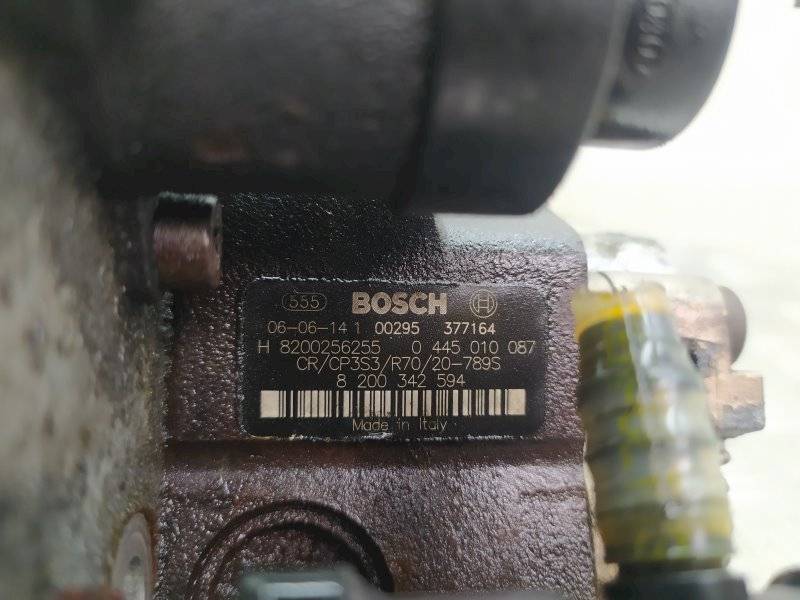 555 BOSCH
06-06-14 1 00295 377164
H 8200256255 0 445 010 087
CR/CP3S3/R70/20-789S
8 200 342 594
Made in Italy